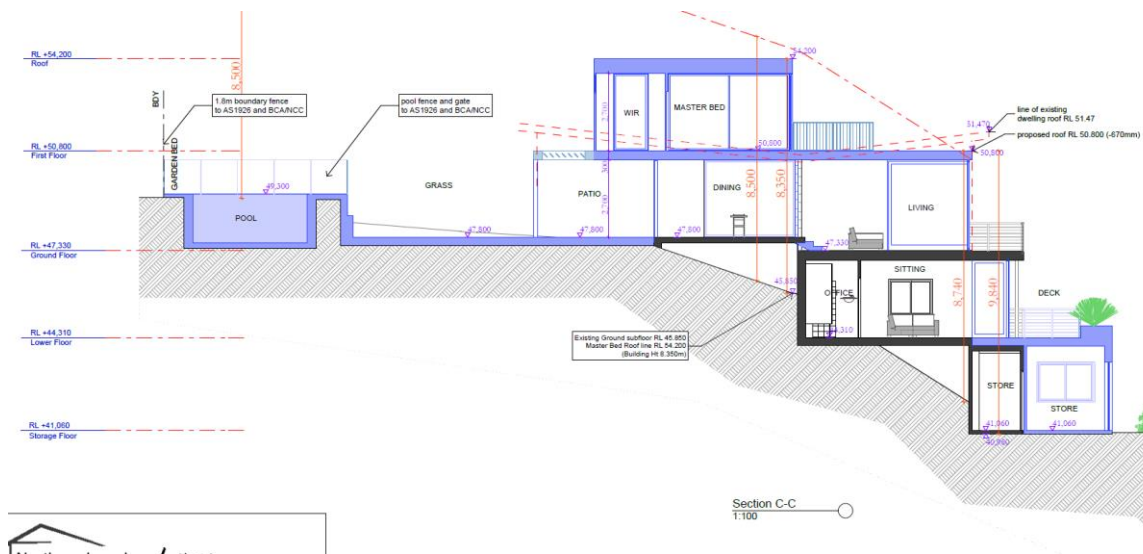 RL +54,200
Roof
8,500
BDY
1.8m boundary fence
to AS1926 and BCA/NCC
pool fence and gate
to AS1926 and BCA/NCC
54,200
WIR
2,700
MASTER BED
line of existing
dwelling roof RL 51.47
51,470
proposed roof RL 50.800 (-670mm)
RL +50,800
First Floor
50,800
50,800
GARDEN BED
GRASS
49,300
POOL
PATIO
300
2,700
DINING
8,500
8,350
LIVING
47,800
47,800
47,800
RL +47,330
Ground Floor
47,330
SITTING
OFFICE
45,850
8,740
9,840
DECK
RL +44,310
Lower Floor
Existing Ground subfloor RL 45.850
Master Bed Roof line RL 54.200
(Building Ht 8.350m)
STORE
STORE
RL +41,060
Storage Floor
41,060
41,060
Section C-C
1:100